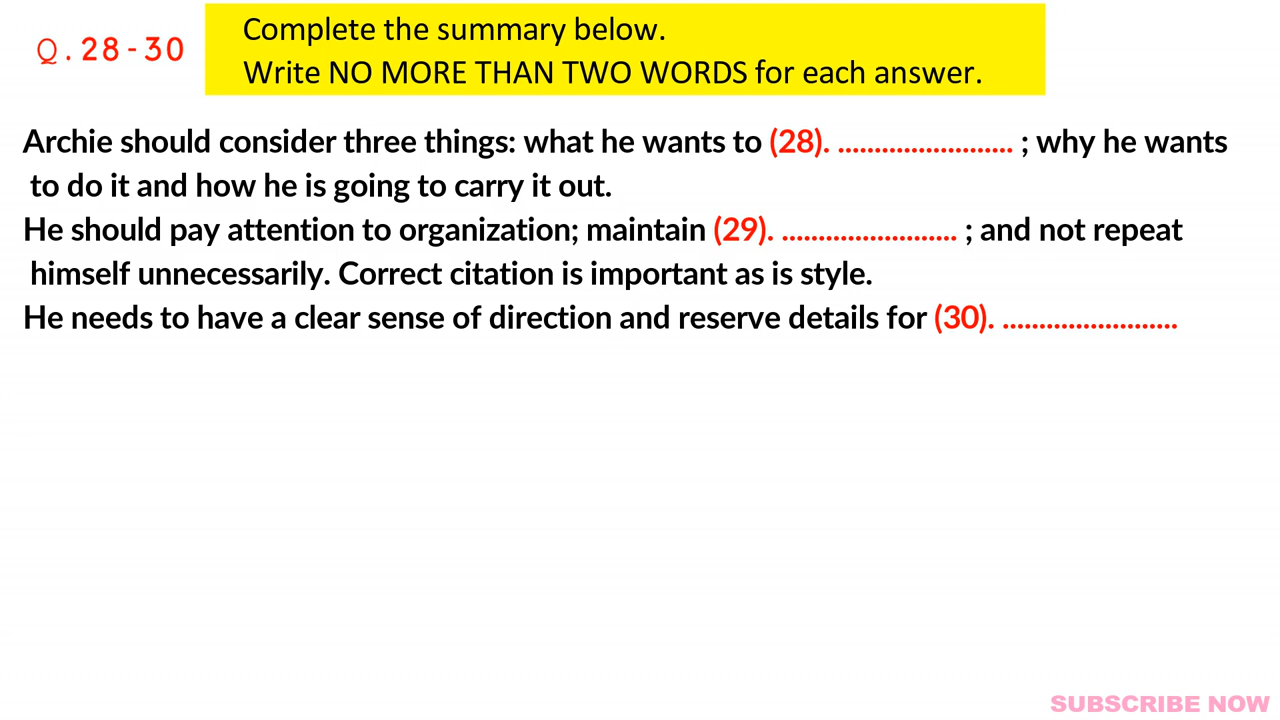 Q.28-30
Complete the summary below.
Write NO MORE THAN TWO WORDS for each answer.
Archie should consider three things: what he wants to (28). ........................ ; why he wants
to do it and how he is going to carry it out.
He should pay attention to organization; maintain (29). ........................ ; and not repeat
himself unnecessarily. Correct citation is important as is style.
He needs to have a clear sense of direction and reserve details for (30). ........................
SUBSCRIBE NOW